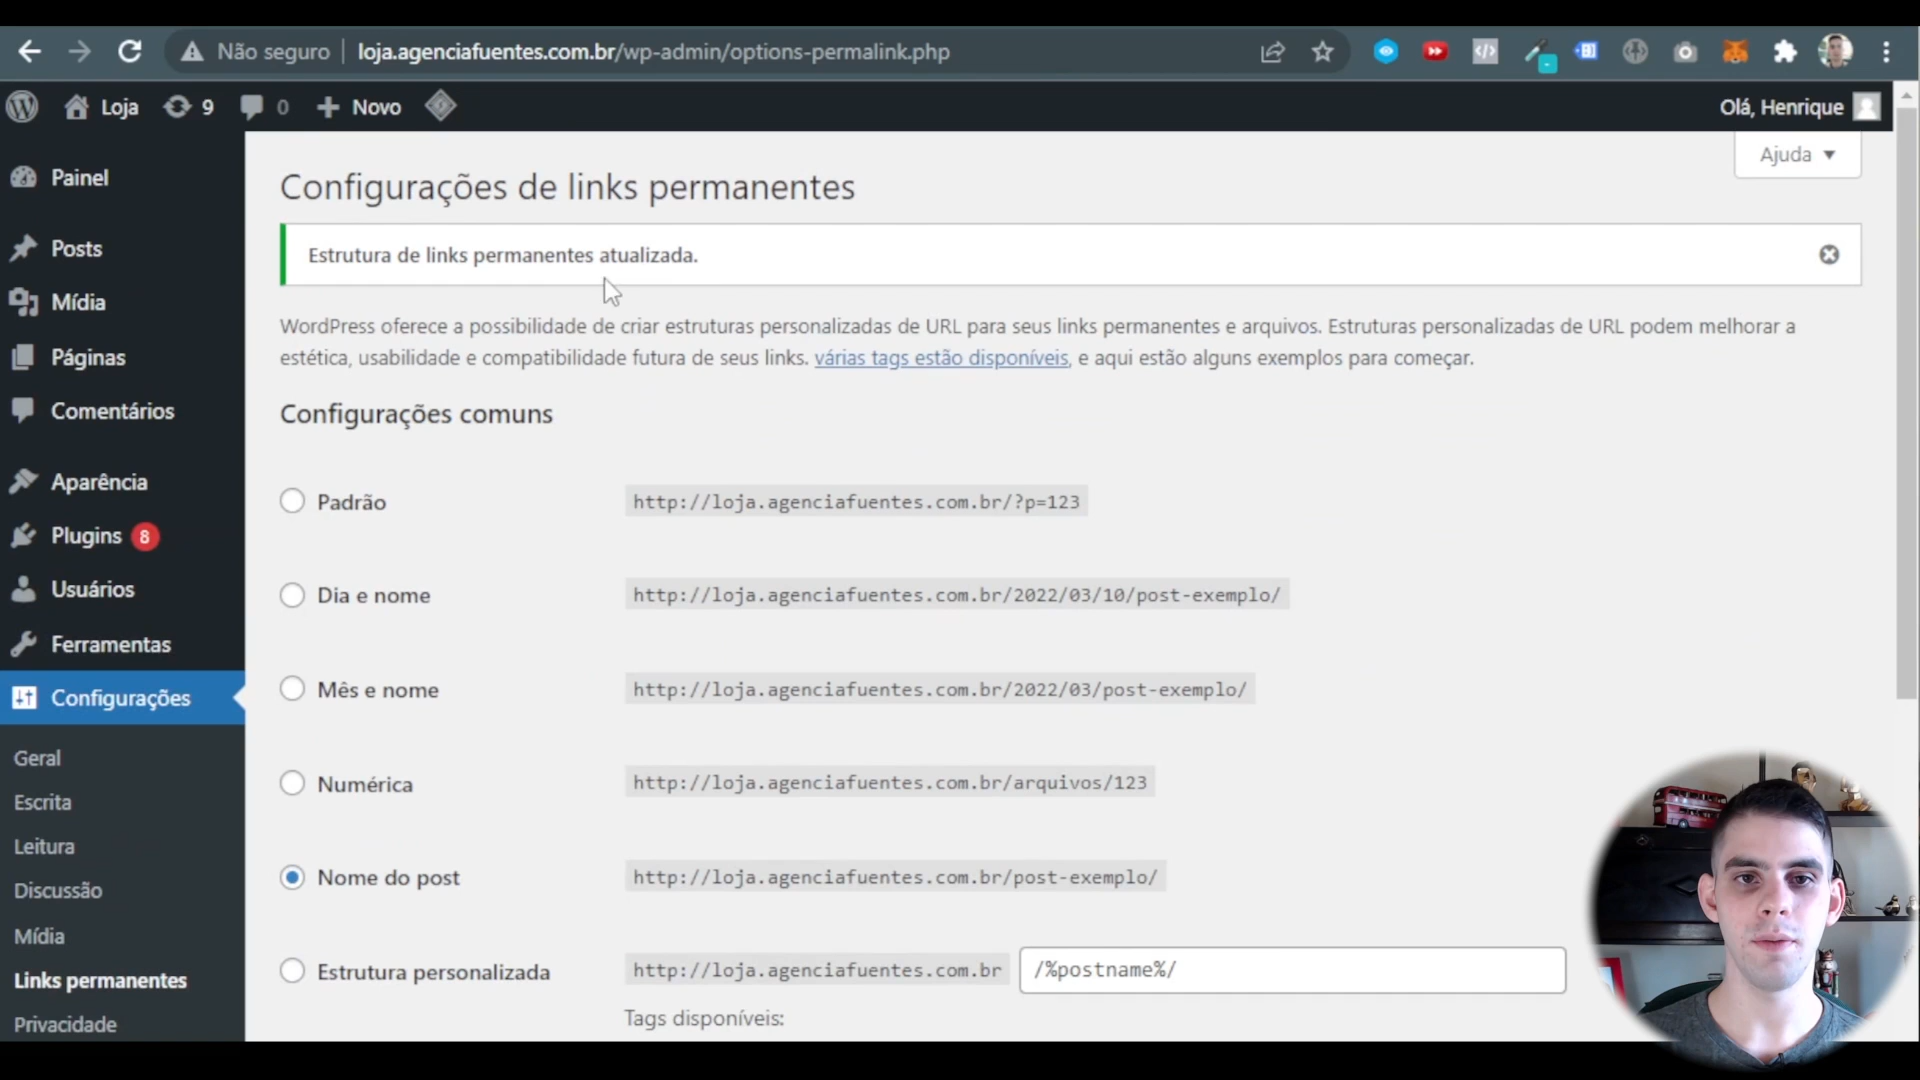 Não seguro
loja.agenciafuentes.com.br/wp-admin/options-permalink.php
Loja
9
0
Novo
Olá, Henrique
Ajuda
Painel
Posts
Mídia
Páginas
Comentários
Aparência
Plugins 8
Usuários
Ferramentas
Configurações
Geral
Escrita
Leitura
Discussão
Mídia
Links permanentes
Privacidade
Configurações de links permanentes
Estrutura de links permanentes atualizada.
WordPress oferece a possibilidade de criar estruturas personalizadas de URL para seus links permanentes e arquivos. Estruturas personalizadas de URL podem melhorar a
estética, usabilidade e compatibilidade futura de seus links. várias tags estão disponíveis, e aqui estão alguns exemplos para começar.
Configurações comuns
Padrão http://loja.agenciafuentes.com.br/?p=123
Dia e nome http://loja.agenciafuentes.com.br/2022/03/10/post-exemplo/
Mês e nome http://loja.agenciafuentes.com.br/2022/03/post-exemplo/
Numérica http://loja.agenciafuentes.com.br/arquivos/123
Nome do post http://loja.agenciafuentes.com.br/post-exemplo/
Estrutura personalizada http://loja.agenciafuentes.com.br /%postname%/
Tags disponíveis: